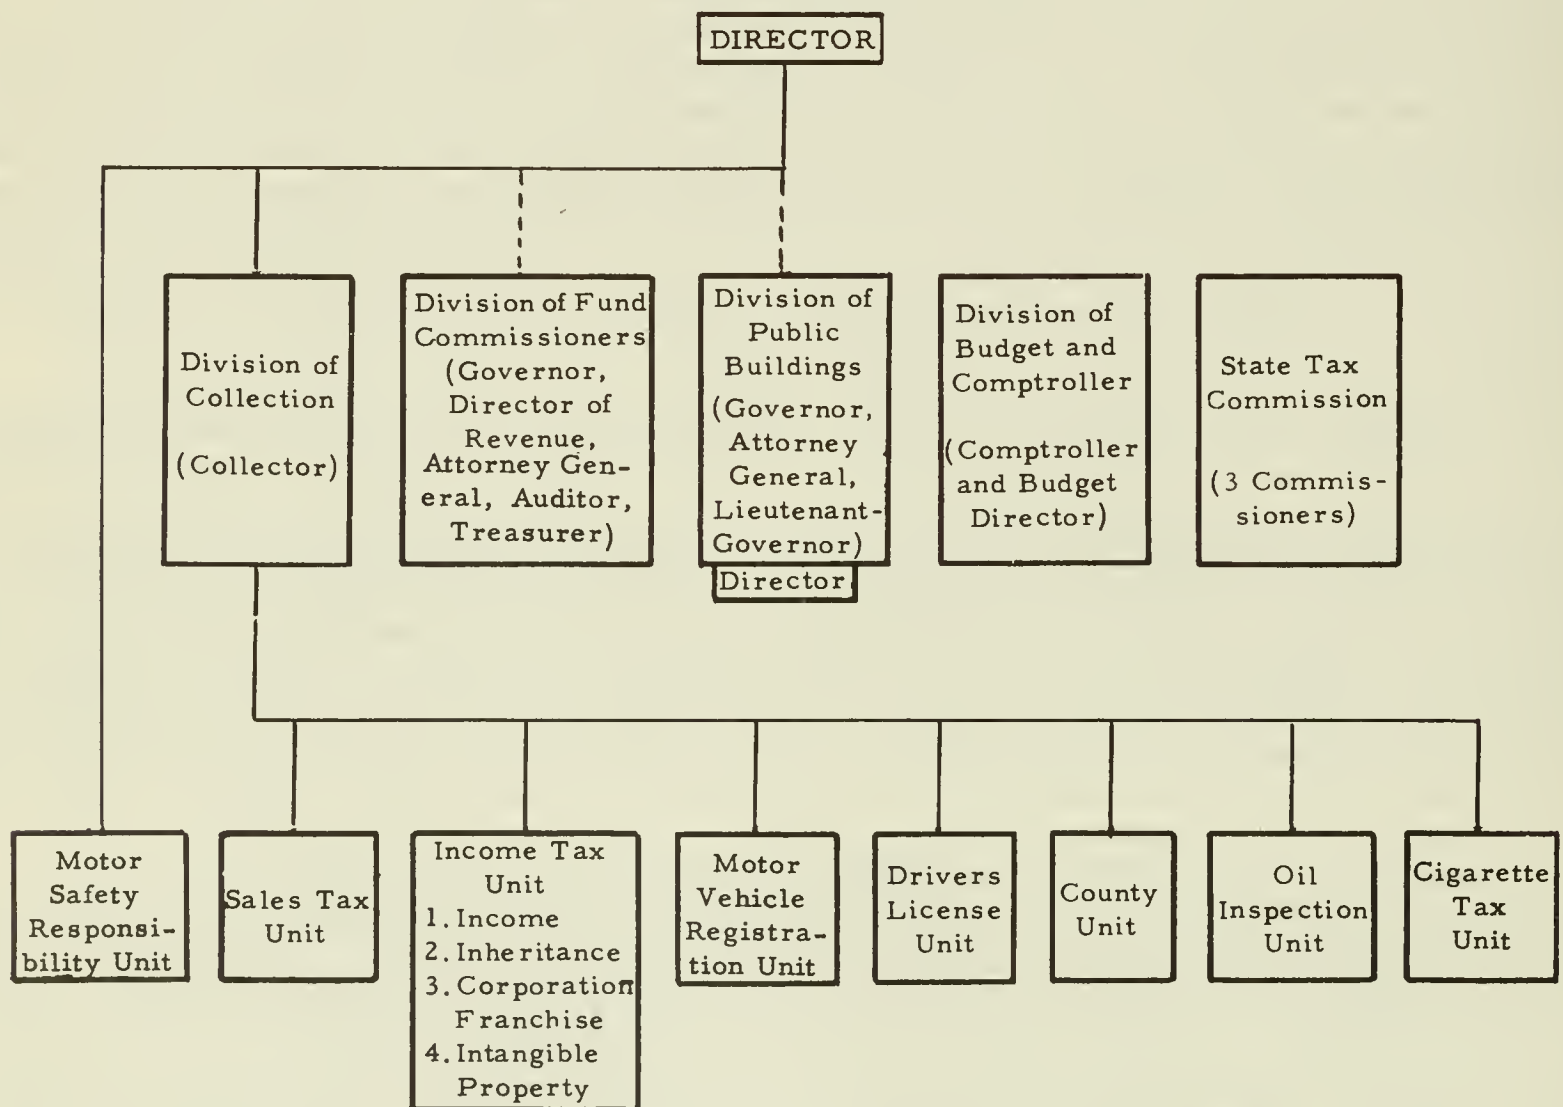 DIRECTOR
Division of
Collection
(Collector)
Division of Fund
Commissioners
(Governor,
Director of
Revenue,
Attorney Gen-
eral, Auditor,
Treasurer)
Division of
Public
Buildings
(Governor,
Attorney
General,
Lieutenant-
Governor)
Director
Division of
Budget and
Comptroller
(Comptroller
and Budget
Director)
State Tax
Commission
(3 Commis-
sioners)
Motor
Safety
Responsi-
bility Unit
Sales Tax
Unit
Income Tax
Unit
1. Income
2. Inheritance
3. Corporation
Franchise
4. Intangible
Property
Motor
Vehicle
Registra-
tion Unit
Drivers
License
Unit
County
Unit
Oil
Inspection
Unit
Cigarette
Tax
Unit